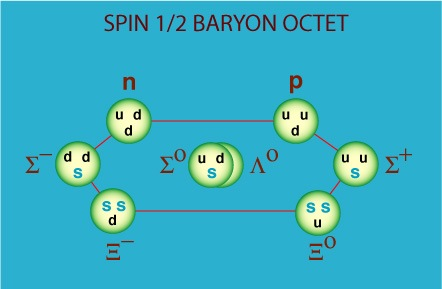 SPIN 1/2 BARYON OCTET
n p
u d
d
u u
d
Σ⁻ d d
s
Σ⁰ u d
s Λ⁰
u u
s Σ⁺
s s
d
s s
u
Ξ⁻ Ξ⁰